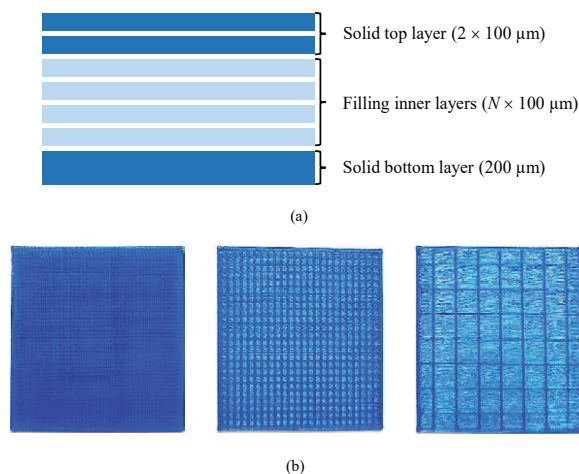 Solid top layer (2 × 100 μm)
Filling inner layers (N × 100 μm)
Solid bottom layer (200 μm)
(a)
(b)